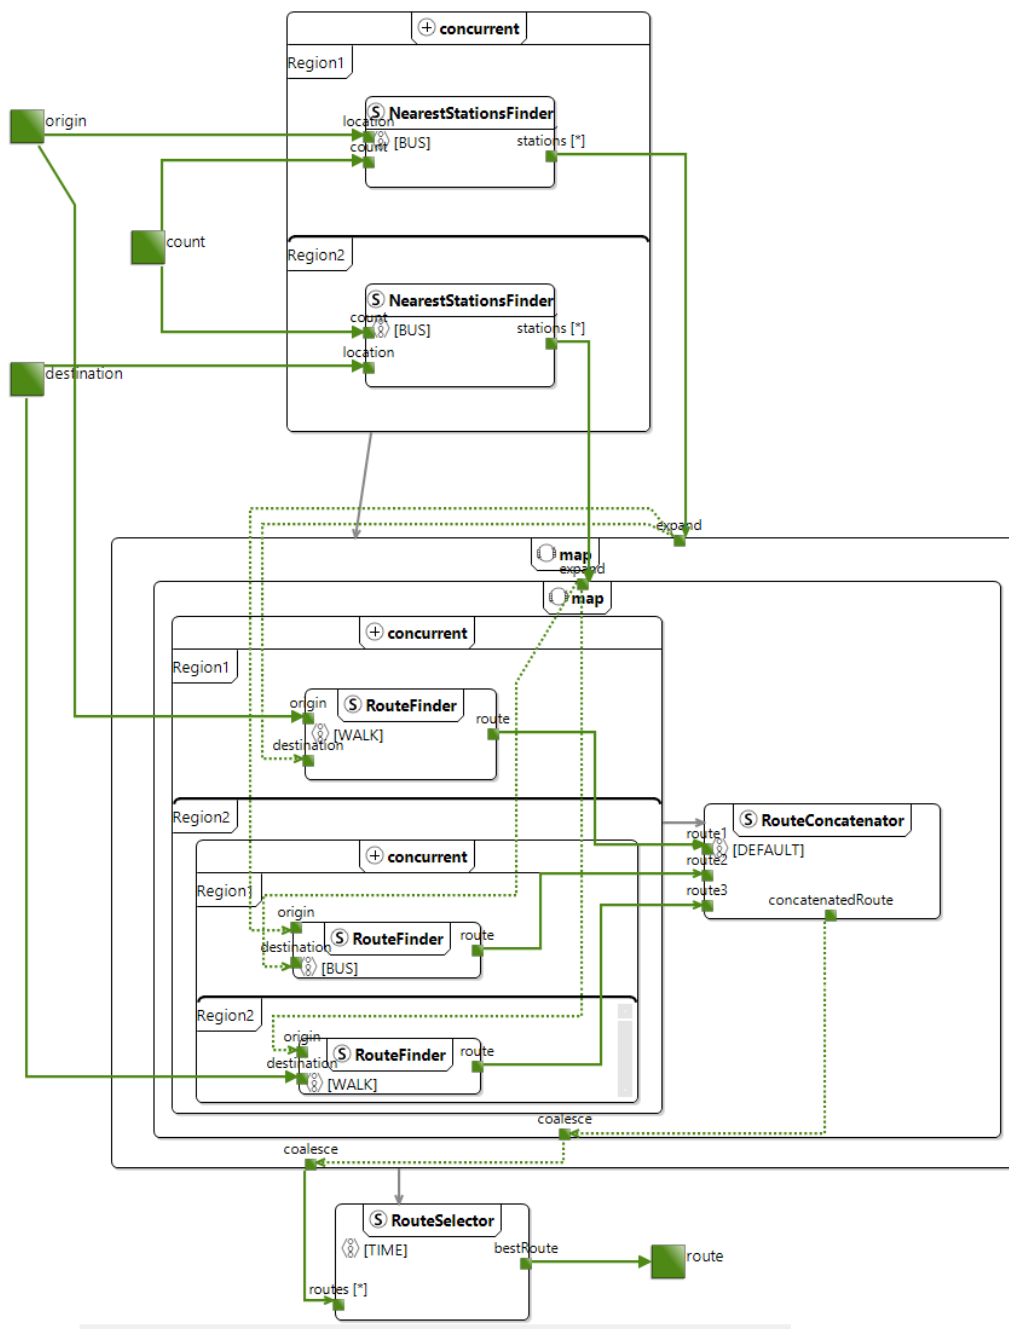 concurrent
Region1
NearestStationsFinder
origin
location
stations [*]
[BUS]
count
count
Region2
NearestStationsFinder
count
stations [*]
[BUS]
location
destination
expand
map
expand
map
concurrent
Region1
origin
RouteFinder
route
[WALK]
destination
Region2
RouteConcatenator
route1
[DEFAULT]
concurrent
route2
Region1
route3
concatenatedRoute
origin
RouteFinder
route
destination
[BUS]
Region2
origin
RouteFinder
route
destination
[WALK]
coalesce
coalesce
RouteSelector
[TIME]
bestRoute
route
routes [*]